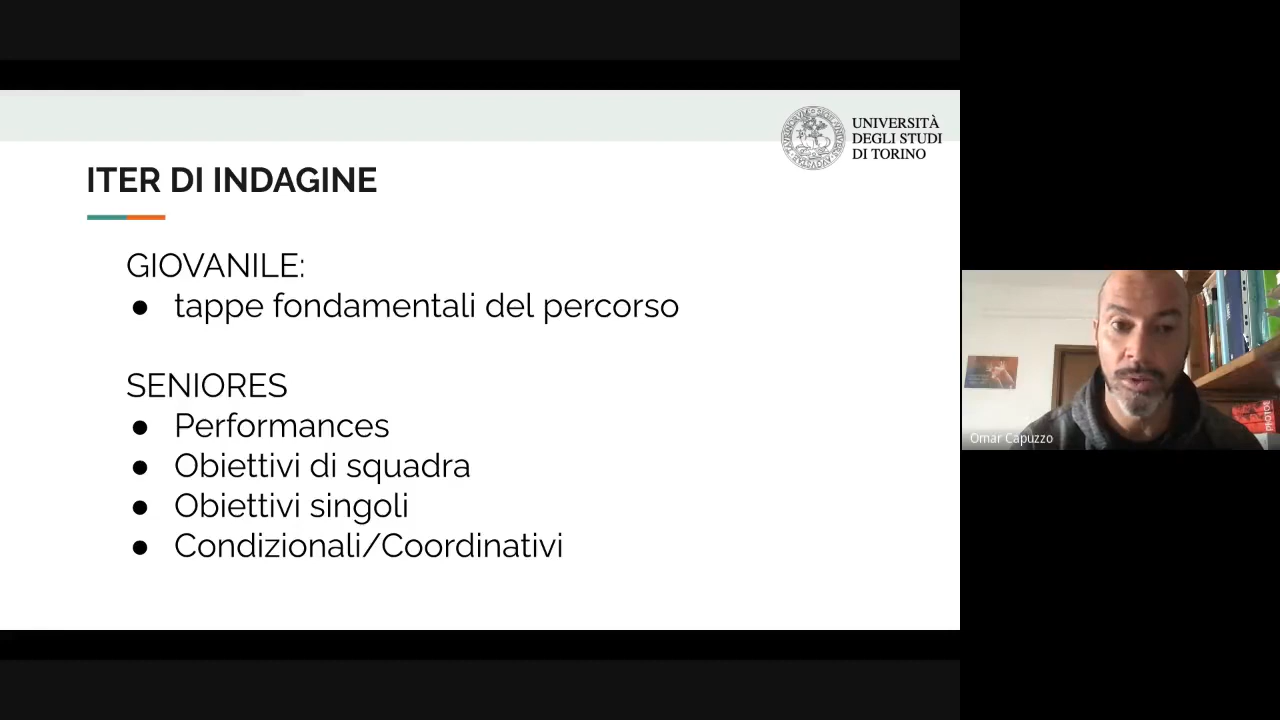 UNIVERSITÀ
DEGLI STUDI
DI TORINO
ITER DI INDAGINE
GIOVANILE:
● tappe fondamentali del percorso
SENIORES
● Performances
● Obiettivi di squadra
● Obiettivi singoli
● Condizionali/Coordinativi
Omar Capuzzo